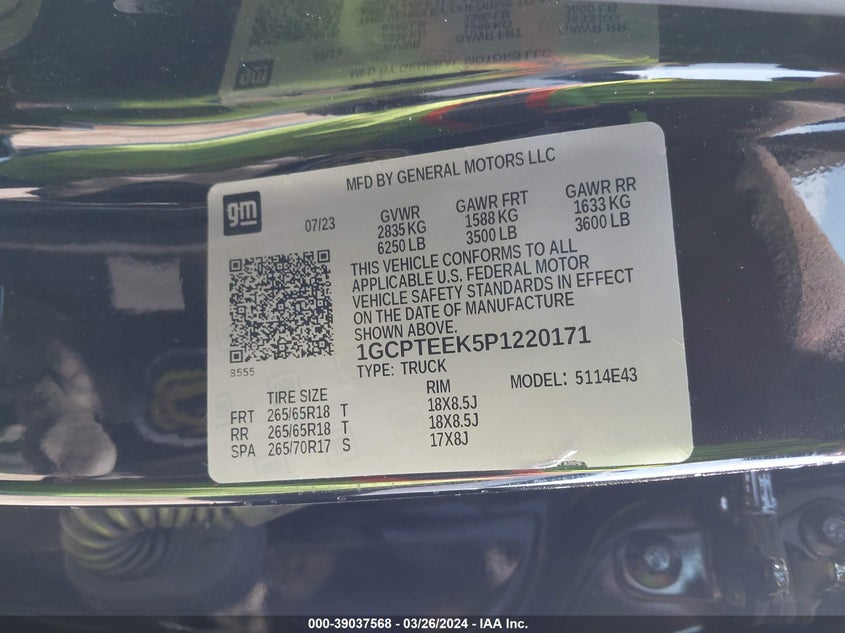 MFD BY GENERAL MOTORS LLC
gm
07/23
GVWR
2835 KG
6250 LB
GAWR FRT
1588 KG
3500 LB
GAWR RR
1633 KG
3600 LB
THIS VEHICLE CONFORMS TO ALL
APPLICABLE U.S. FEDERAL MOTOR
VEHICLE SAFETY STANDARDS IN EFFECT
ON THE DATE OF MANUFACTURE
SHOWN ABOVE.
1GCPTEEK5P1220171
TYPE: TRUCK
MODEL: 5114E43
8555
TIRE SIZE RIM
FRT 265/65R18 T 18X8.5J
RR 265/65R18 T 18X8.5J
SPA 265/70R17 S 17X8J
000-39037568 - 03/26/2024 - IAA Inc.